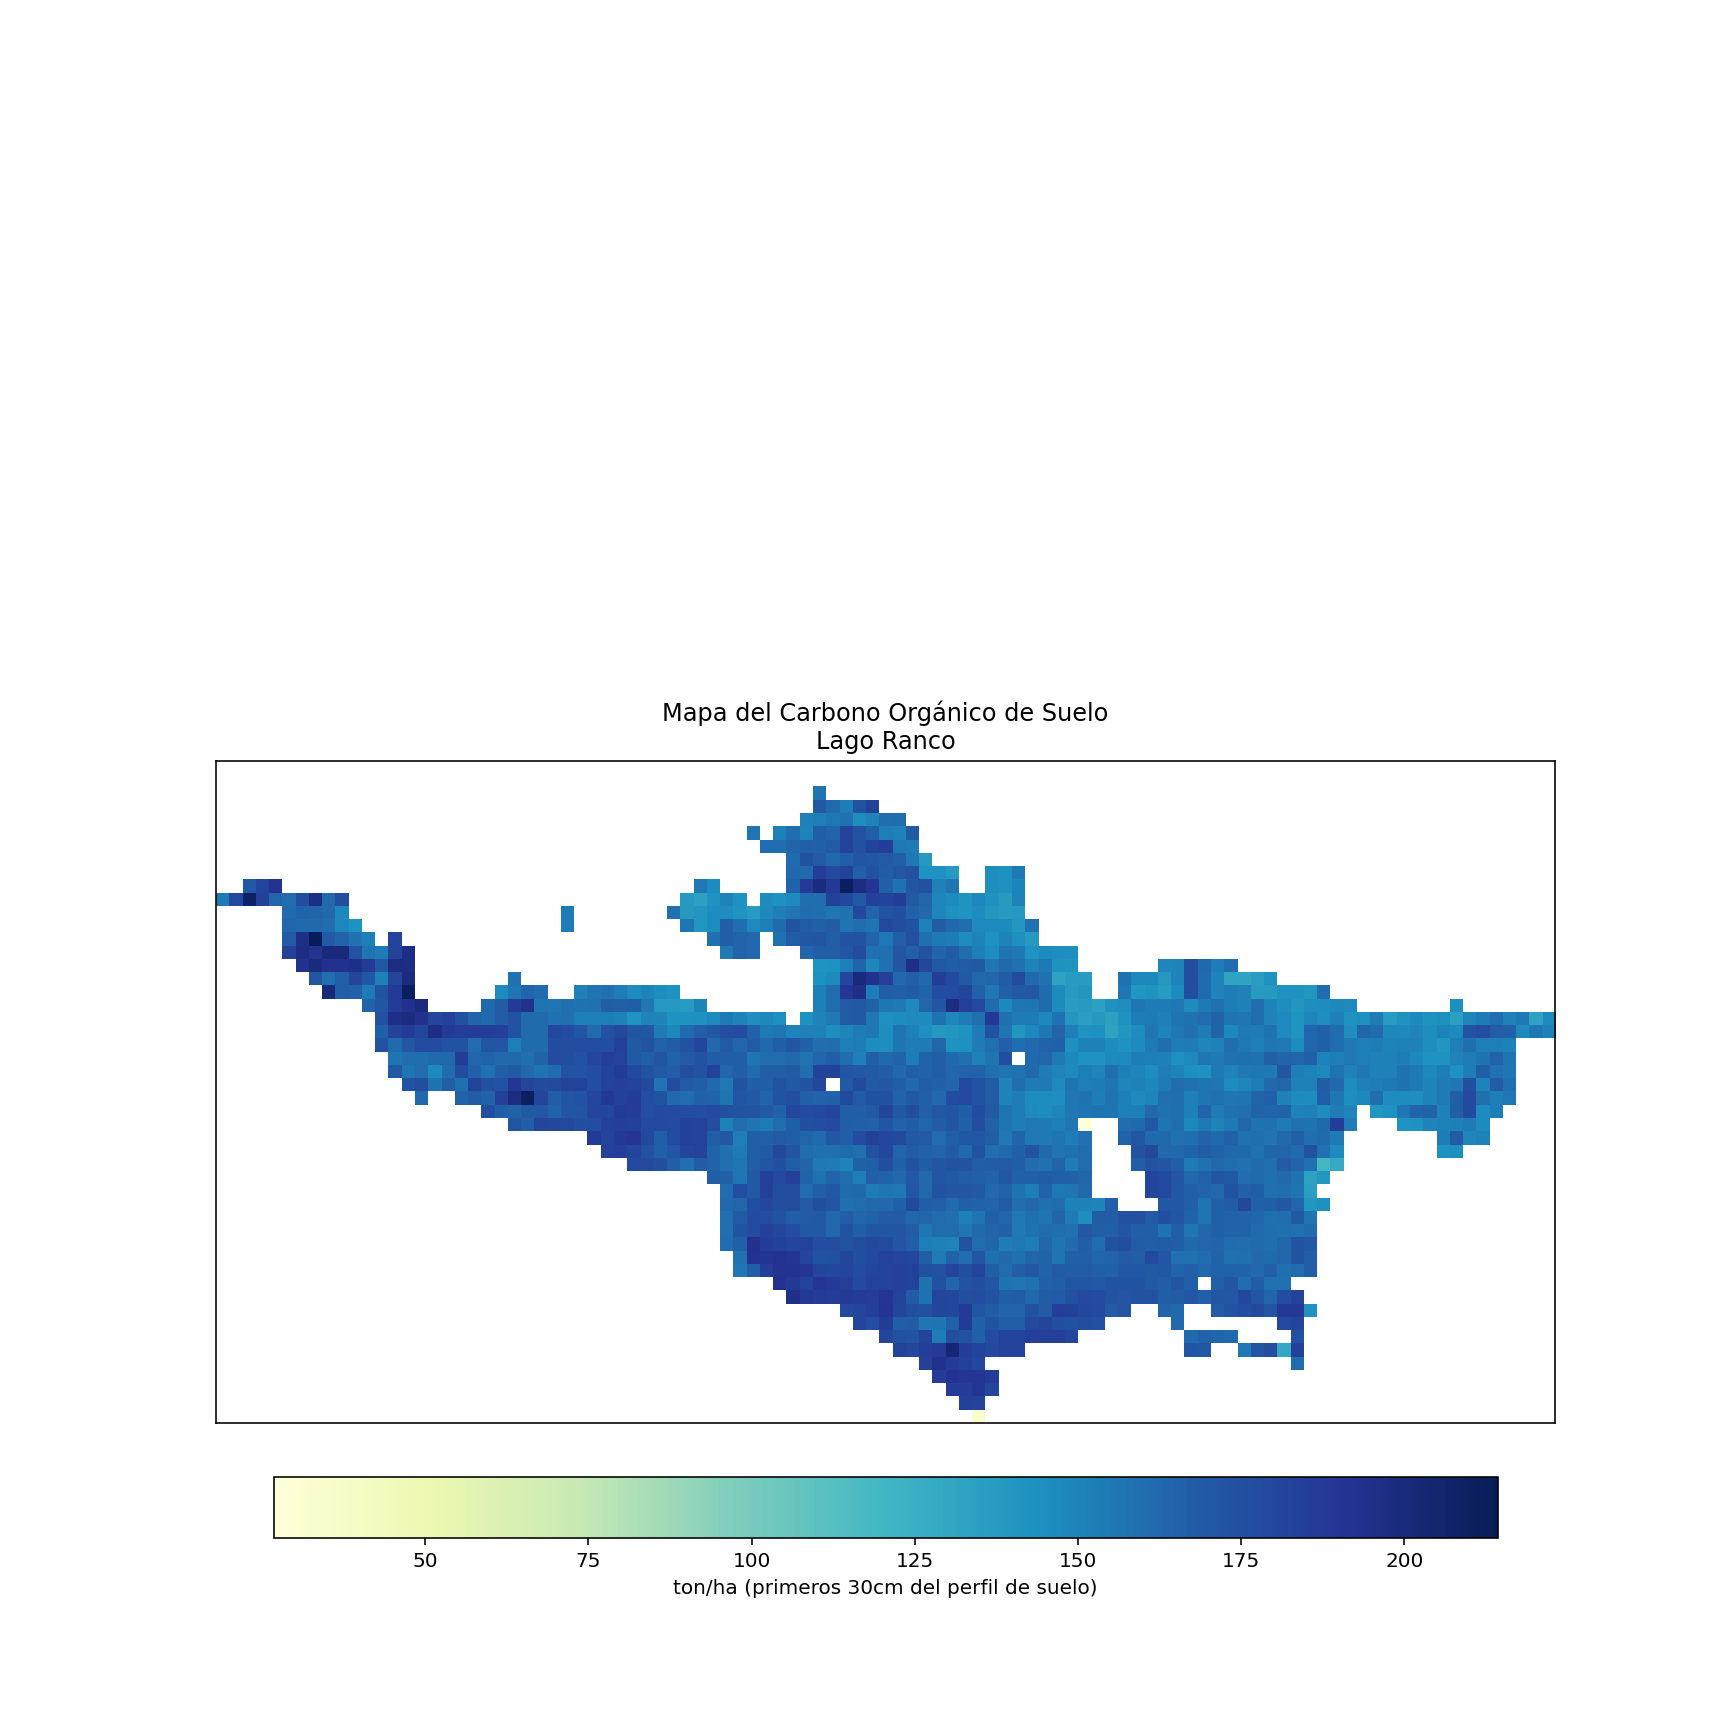 Mapa del Carbono Orgánico de Suelo
Lago Ranco
50 75 100 125 150 175 200
ton/ha (primeros 30cm del perfil de suelo)